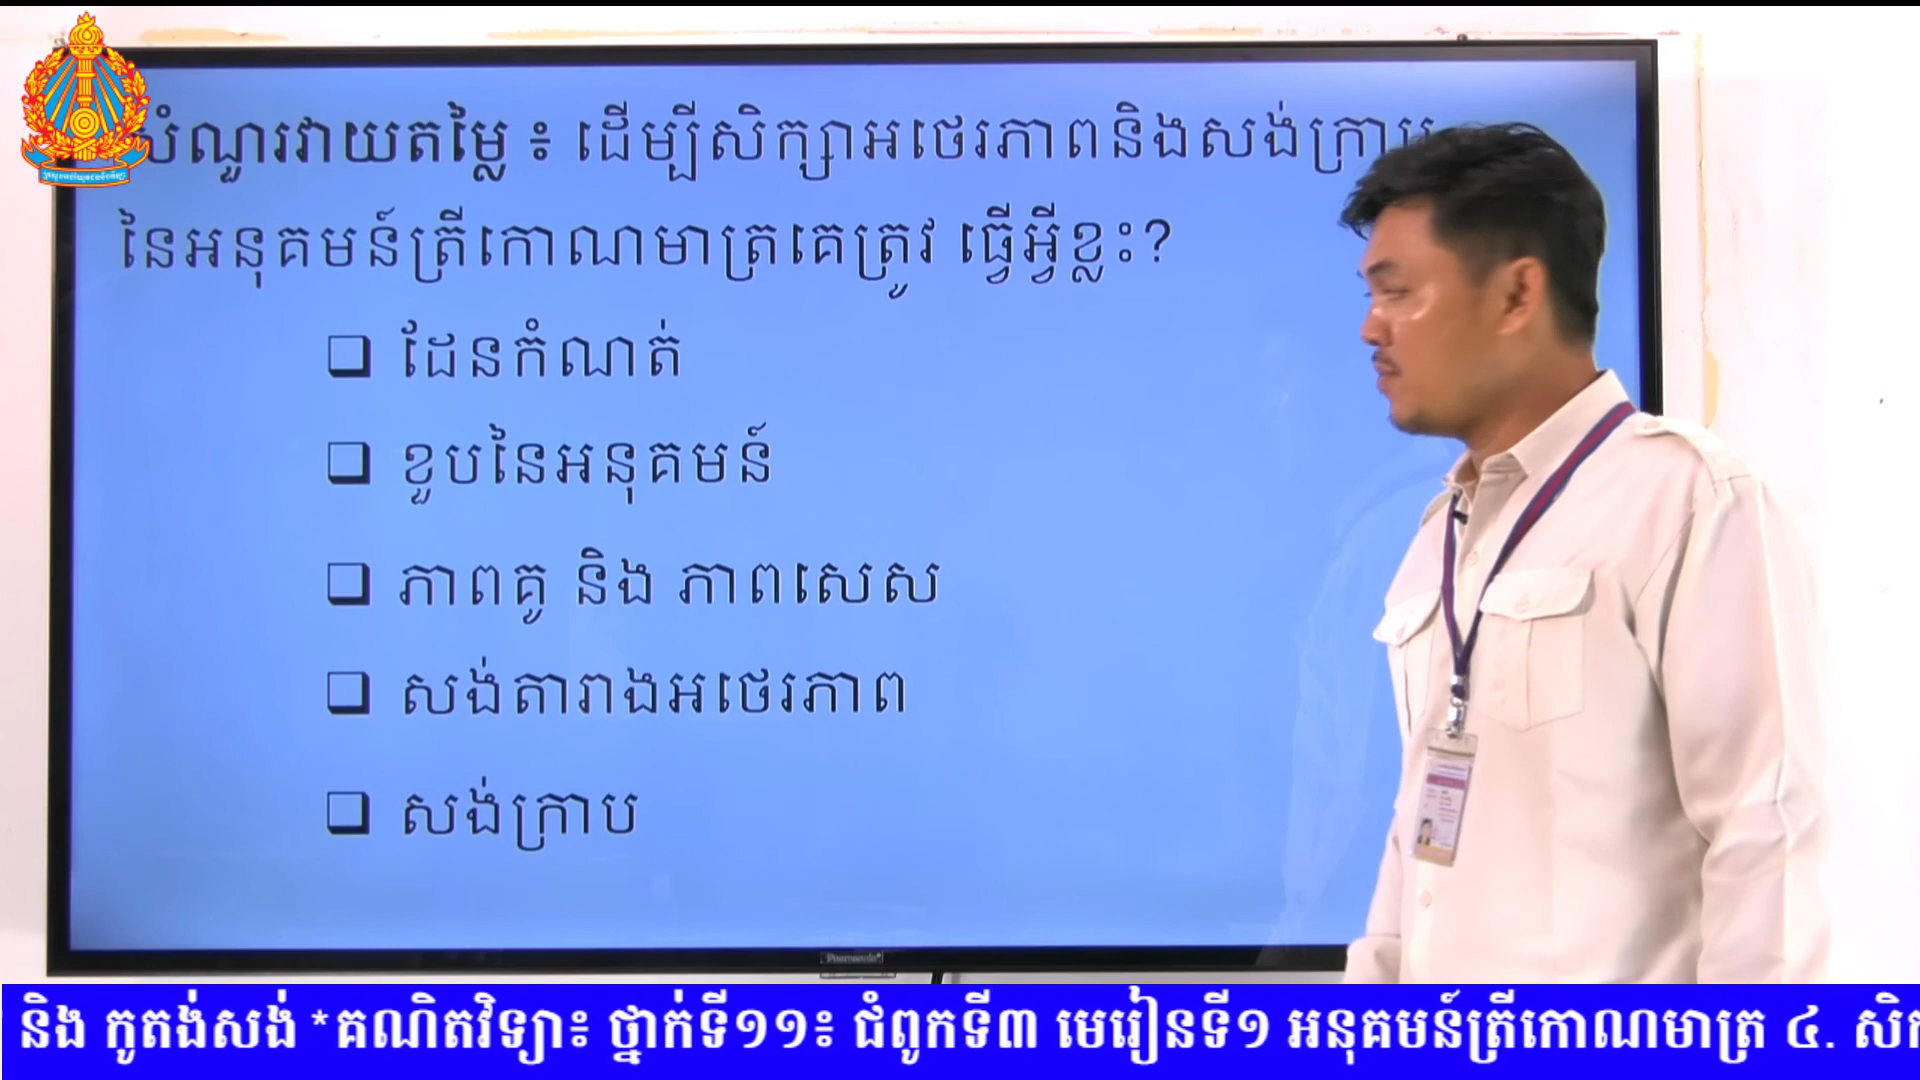 សំណួរវាយតម្លៃ ៖ ដើម្បីសិក្សាអថេរភាពនិងសង់ក្រាប
នៃអនុគមន៍ត្រីកោណមាត្រគេត្រូវ ធ្វើអ្វីខ្លះ?
ដែនកំណត់
ខួបនៃអនុគមន៍
ភាពគូ និង ភាពសេស
សង់តារាងអថេរភាព
សង់ក្រាប
និង កូតង់សង់ *គណិតវិទ្យា៖ ថ្នាក់ទី១១៖ ជំពូកទី៣ មេរៀនទី១ អនុគមន៍ត្រីកោណមាត្រ ៤.